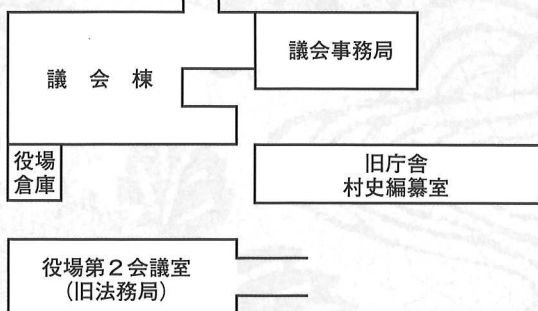 議会棟
議会事務局
役場
倉庫
旧庁舎
村史編纂室
役場第2会議室
(旧法務局)